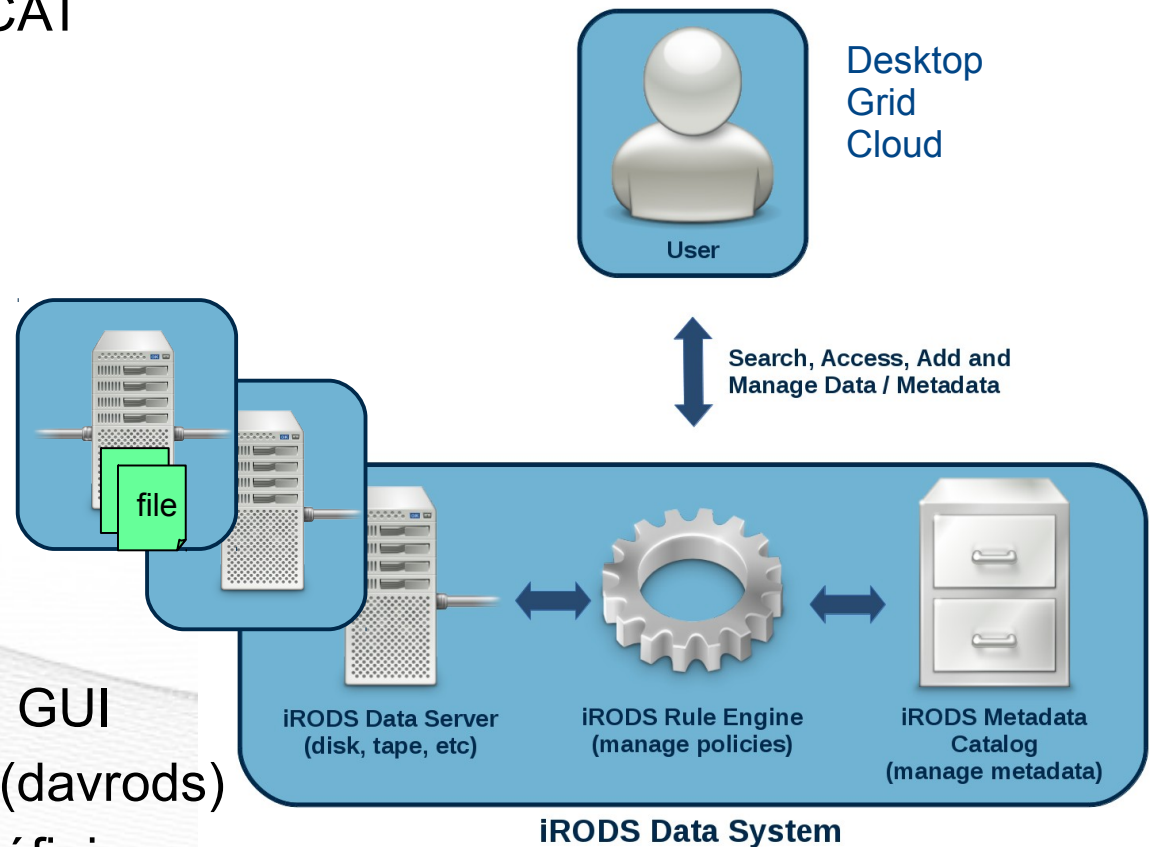 CAT
Desktop
Grid
Cloud
User
Search, Access, Add and
Manage Data / Metadata
file
GUI
(davrods)
iRODS Data Server
(disk, tape, etc)
iRODS Rule Engine
(manage policies)
iRODS Metadata
Catalog
(manage metadata)
iRODS Data System